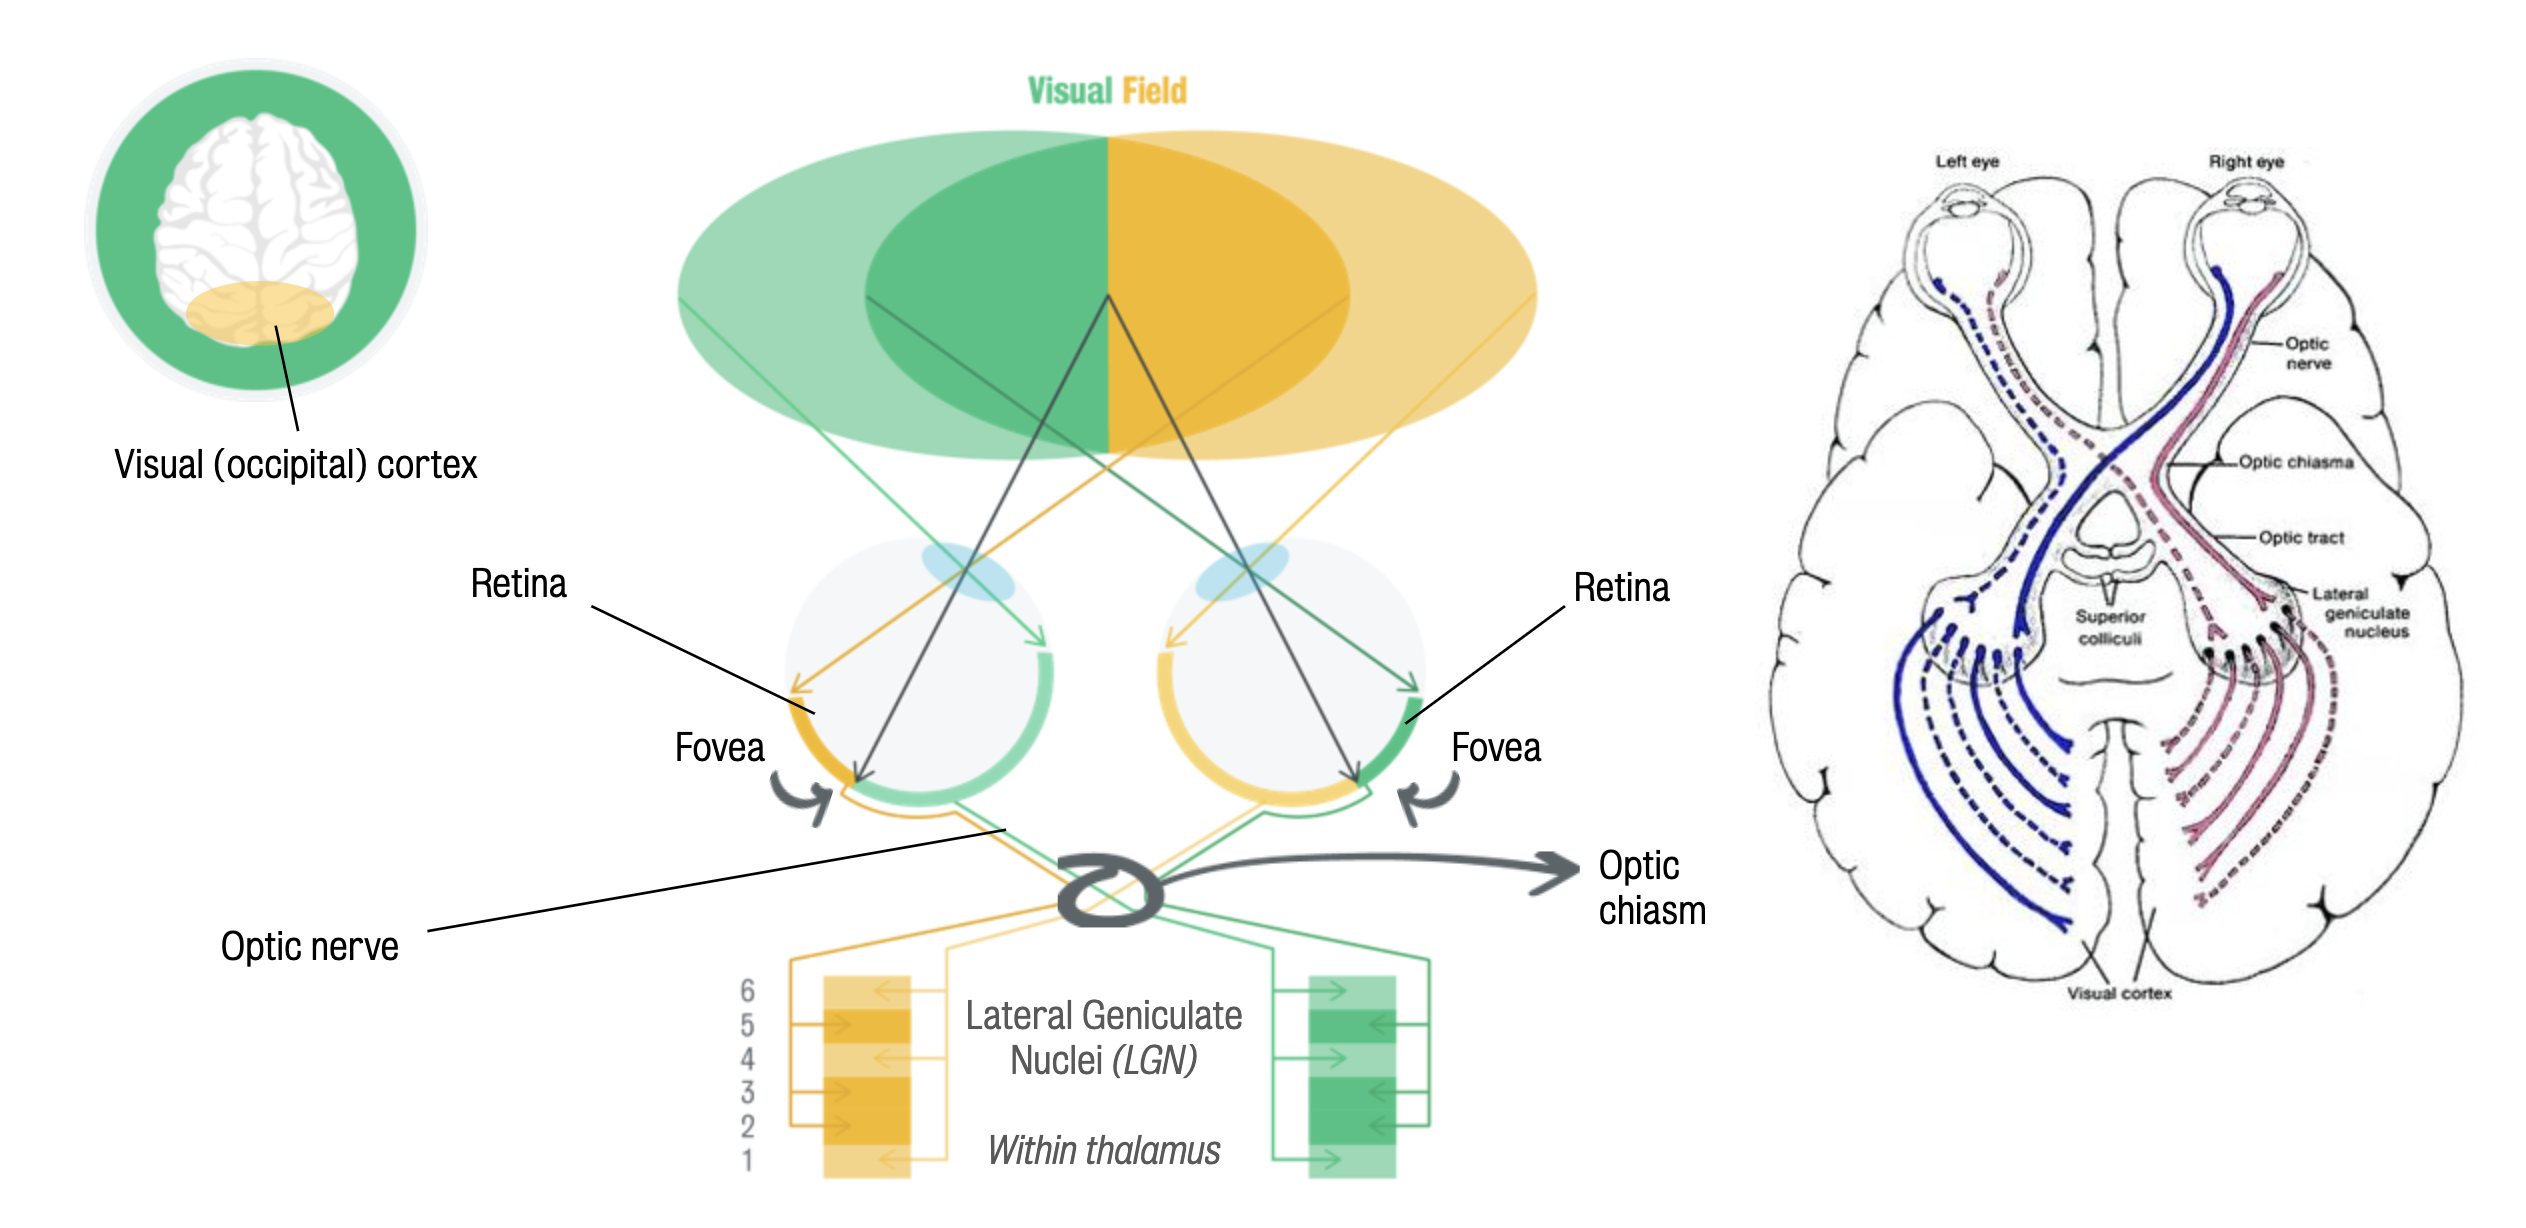 Visual (occipital) cortex
Visual Field
Retina
Retina
Fovea
Fovea
Optic nerve
Optic
chiasm
6
5
4
3
2
1
Lateral Geniculate
Nuclei (LGN)
Within thalamus
Left eye
Right eye
Optic
nerve
Optic chiasma
Optic tract
Lateral
geniculate
nucleus
Superior
colliculi
Visual cortex